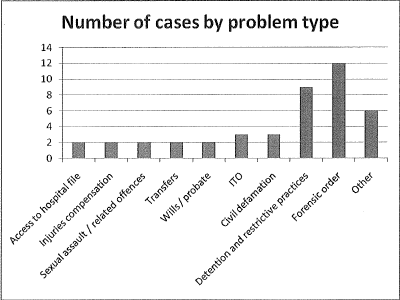 Number of cases by problem type
14
12
10
8
6
4
2
0
Access to hospital file
Injuries compensation
Sexual assault / related offences
Transfers
Wills / probate
ITO
Civil defamation
Detention and restrictive practices
Forensic order
Other